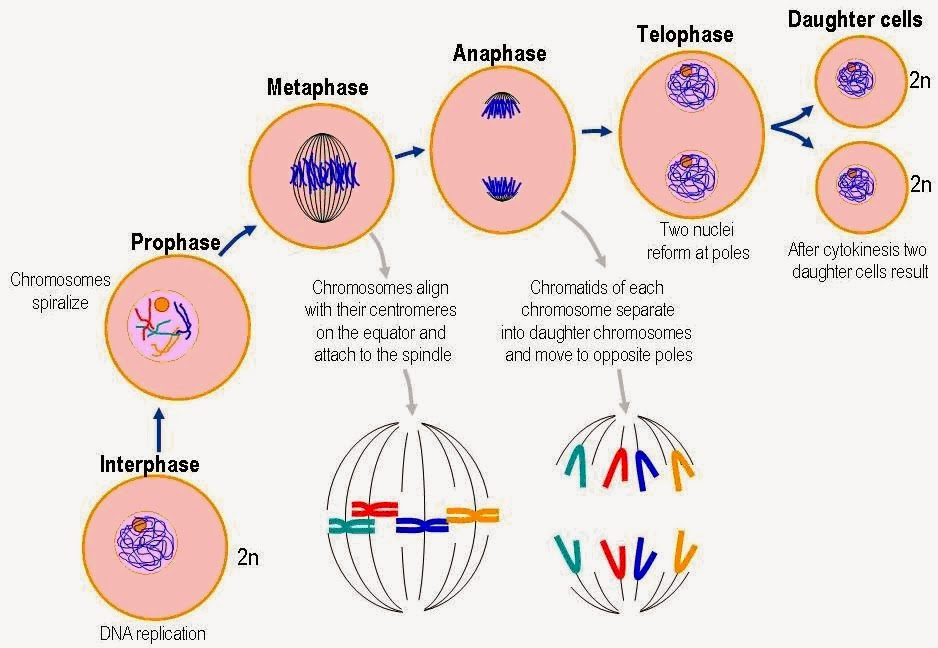 Daughter cells
2n
2n
After cytokinesis two
daughter cells result
Telophase
Two nuclei
reform at poles
Anaphase
Chromatids of each
chromosome separate
into daughter chromosomes
and move to opposite poles
Metaphase
Chromosomes align
with their centromeres
on the equator and
attach to the spindle
Prophase
Chromosomes
spiralize
Interphase
2n
DNA replication